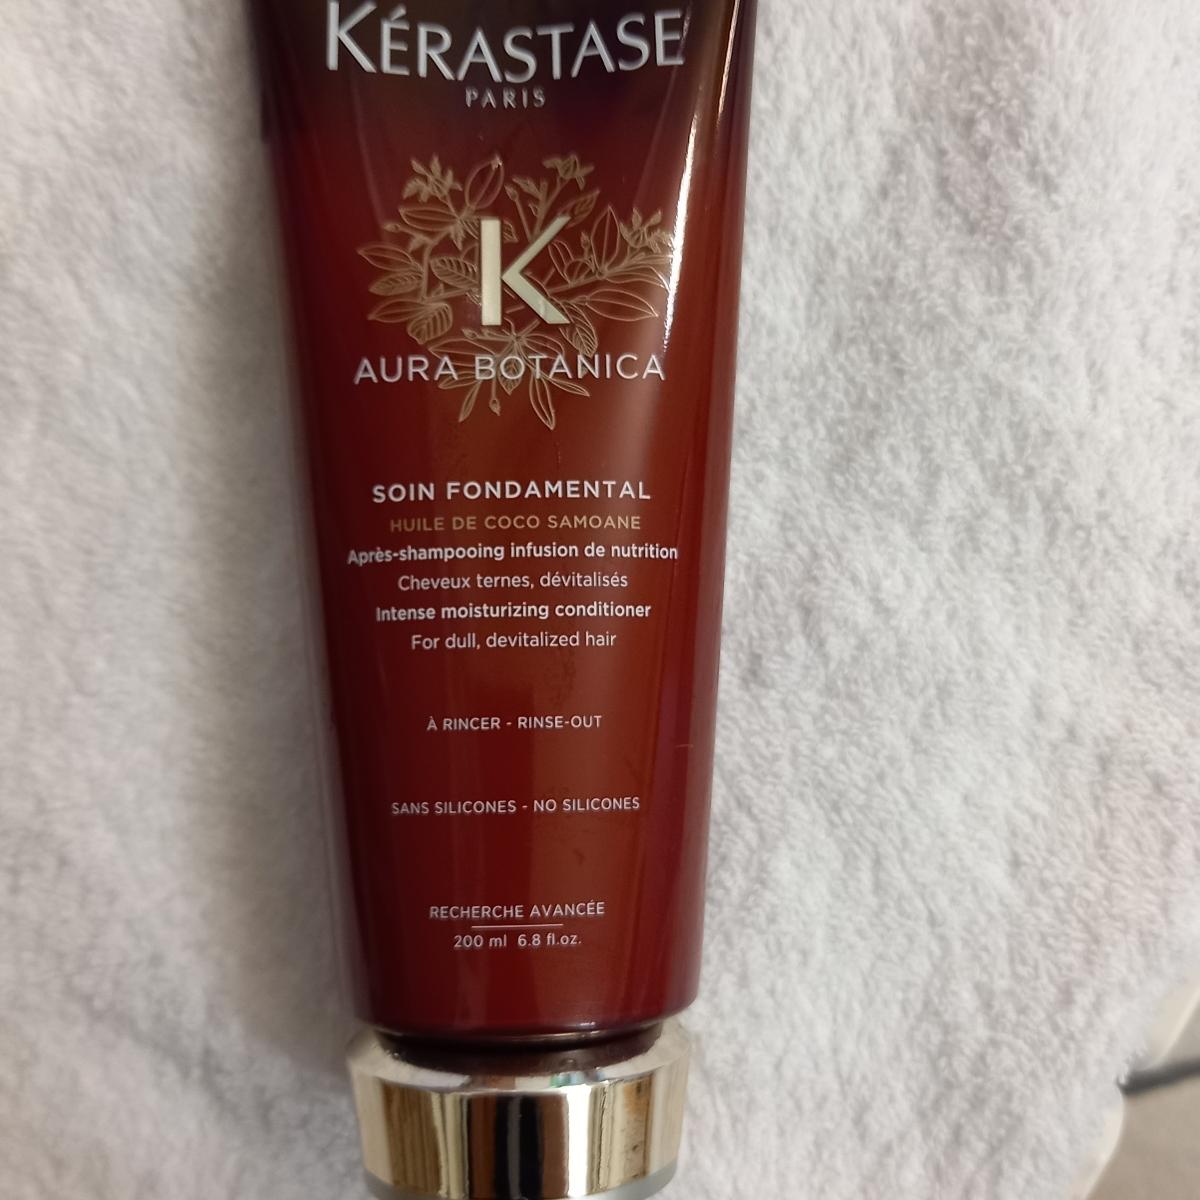 KÉRASTASE
PARIS
K
AURA BOTANICA
SOIN FONDAMENTAL
HUILE DE COCO SAMOANE
Après-shampooing infusion de nutrition
Cheveux ternes, dévitalisés
Intense moisturizing conditioner
For dull, devitalized hair
À RINCER - RINSE-OUT
SANS SILICONES - NO SILICONES
RECHERCHE AVANCÉE
200 ml 6.8 fl.oz.